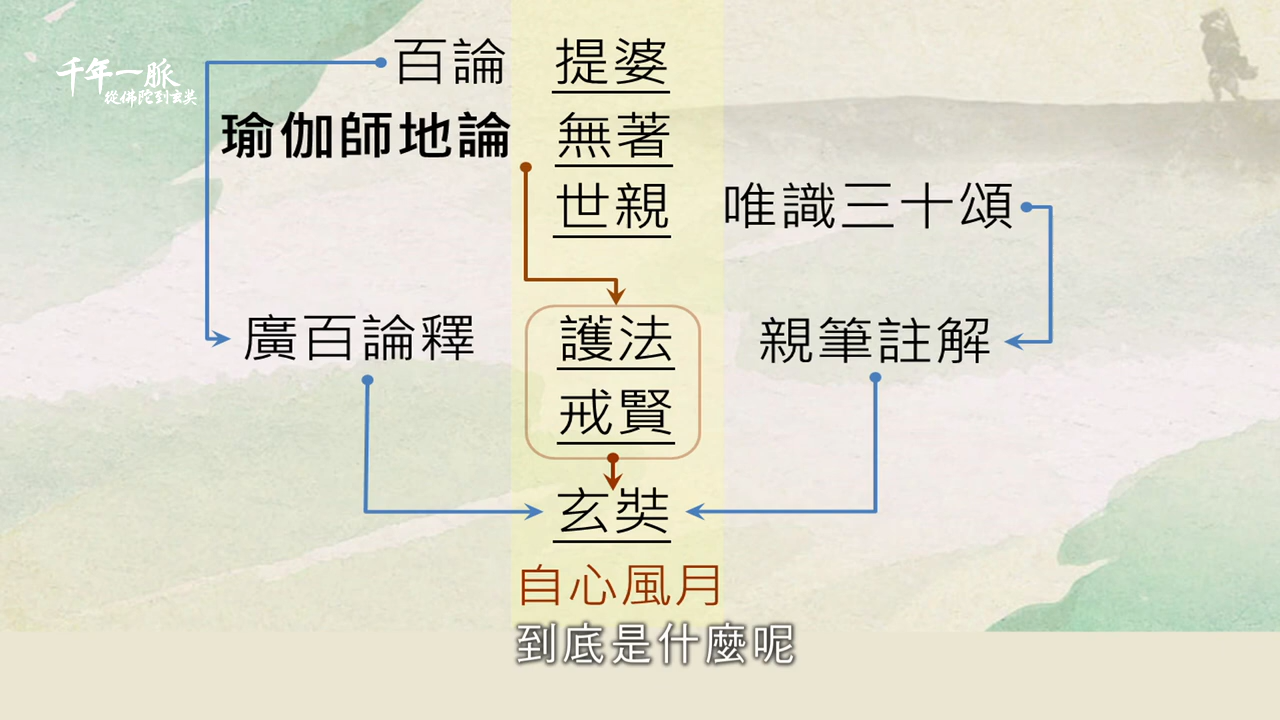 千年一脈
從佛陀到玄奘
百論 提婆
瑜伽師地論 無著
世親 唯識三十頌
廣百論釋 護法 親筆註解
戒賢
玄奘
自心風月
到底是什麼呢